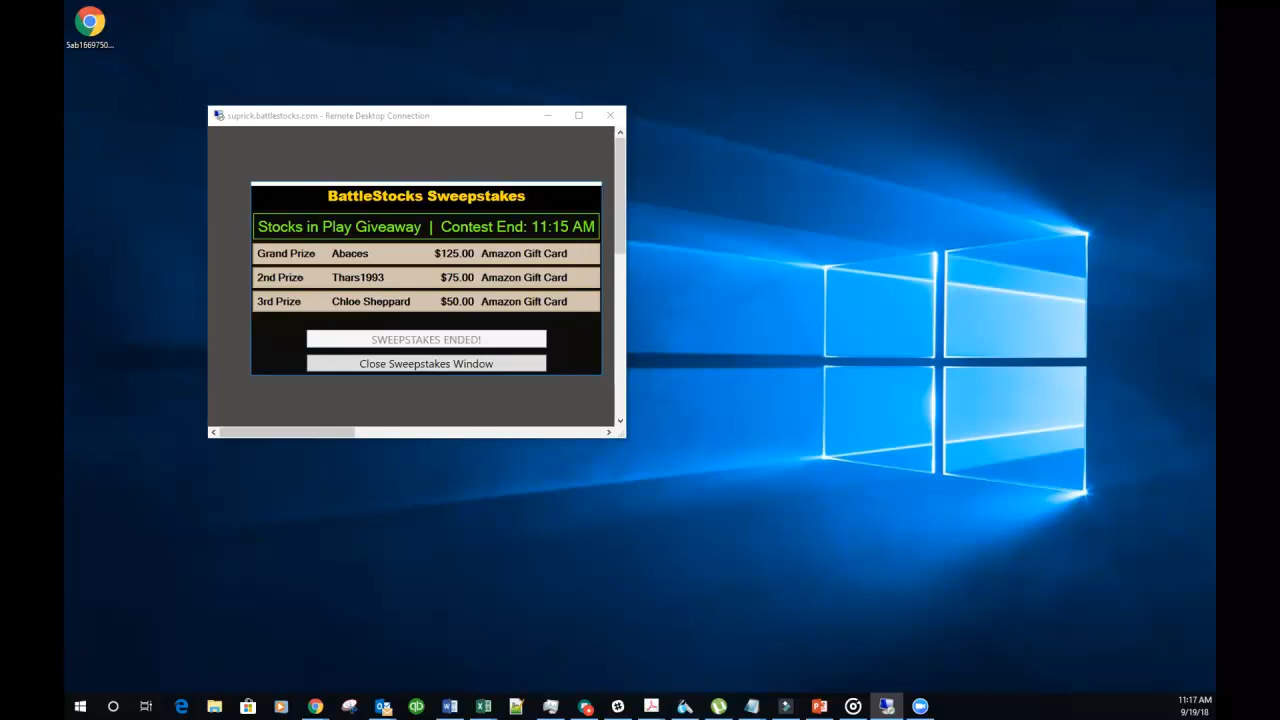 5ab1669750...
suprick.battlestocks.com - Remote Desktop Connection
BattleStocks Sweepstakes
Stocks in Play Giveaway | Contest End: 11:15 AM
Grand Prize Abaces $125.00 Amazon Gift Card
2nd Prize Thars1993 $75.00 Amazon Gift Card
3rd Prize Chloe Sheppard $50.00 Amazon Gift Card
SWEEPSTAKES ENDED!
Close Sweepstakes Window
11:17 AM
9/19/18